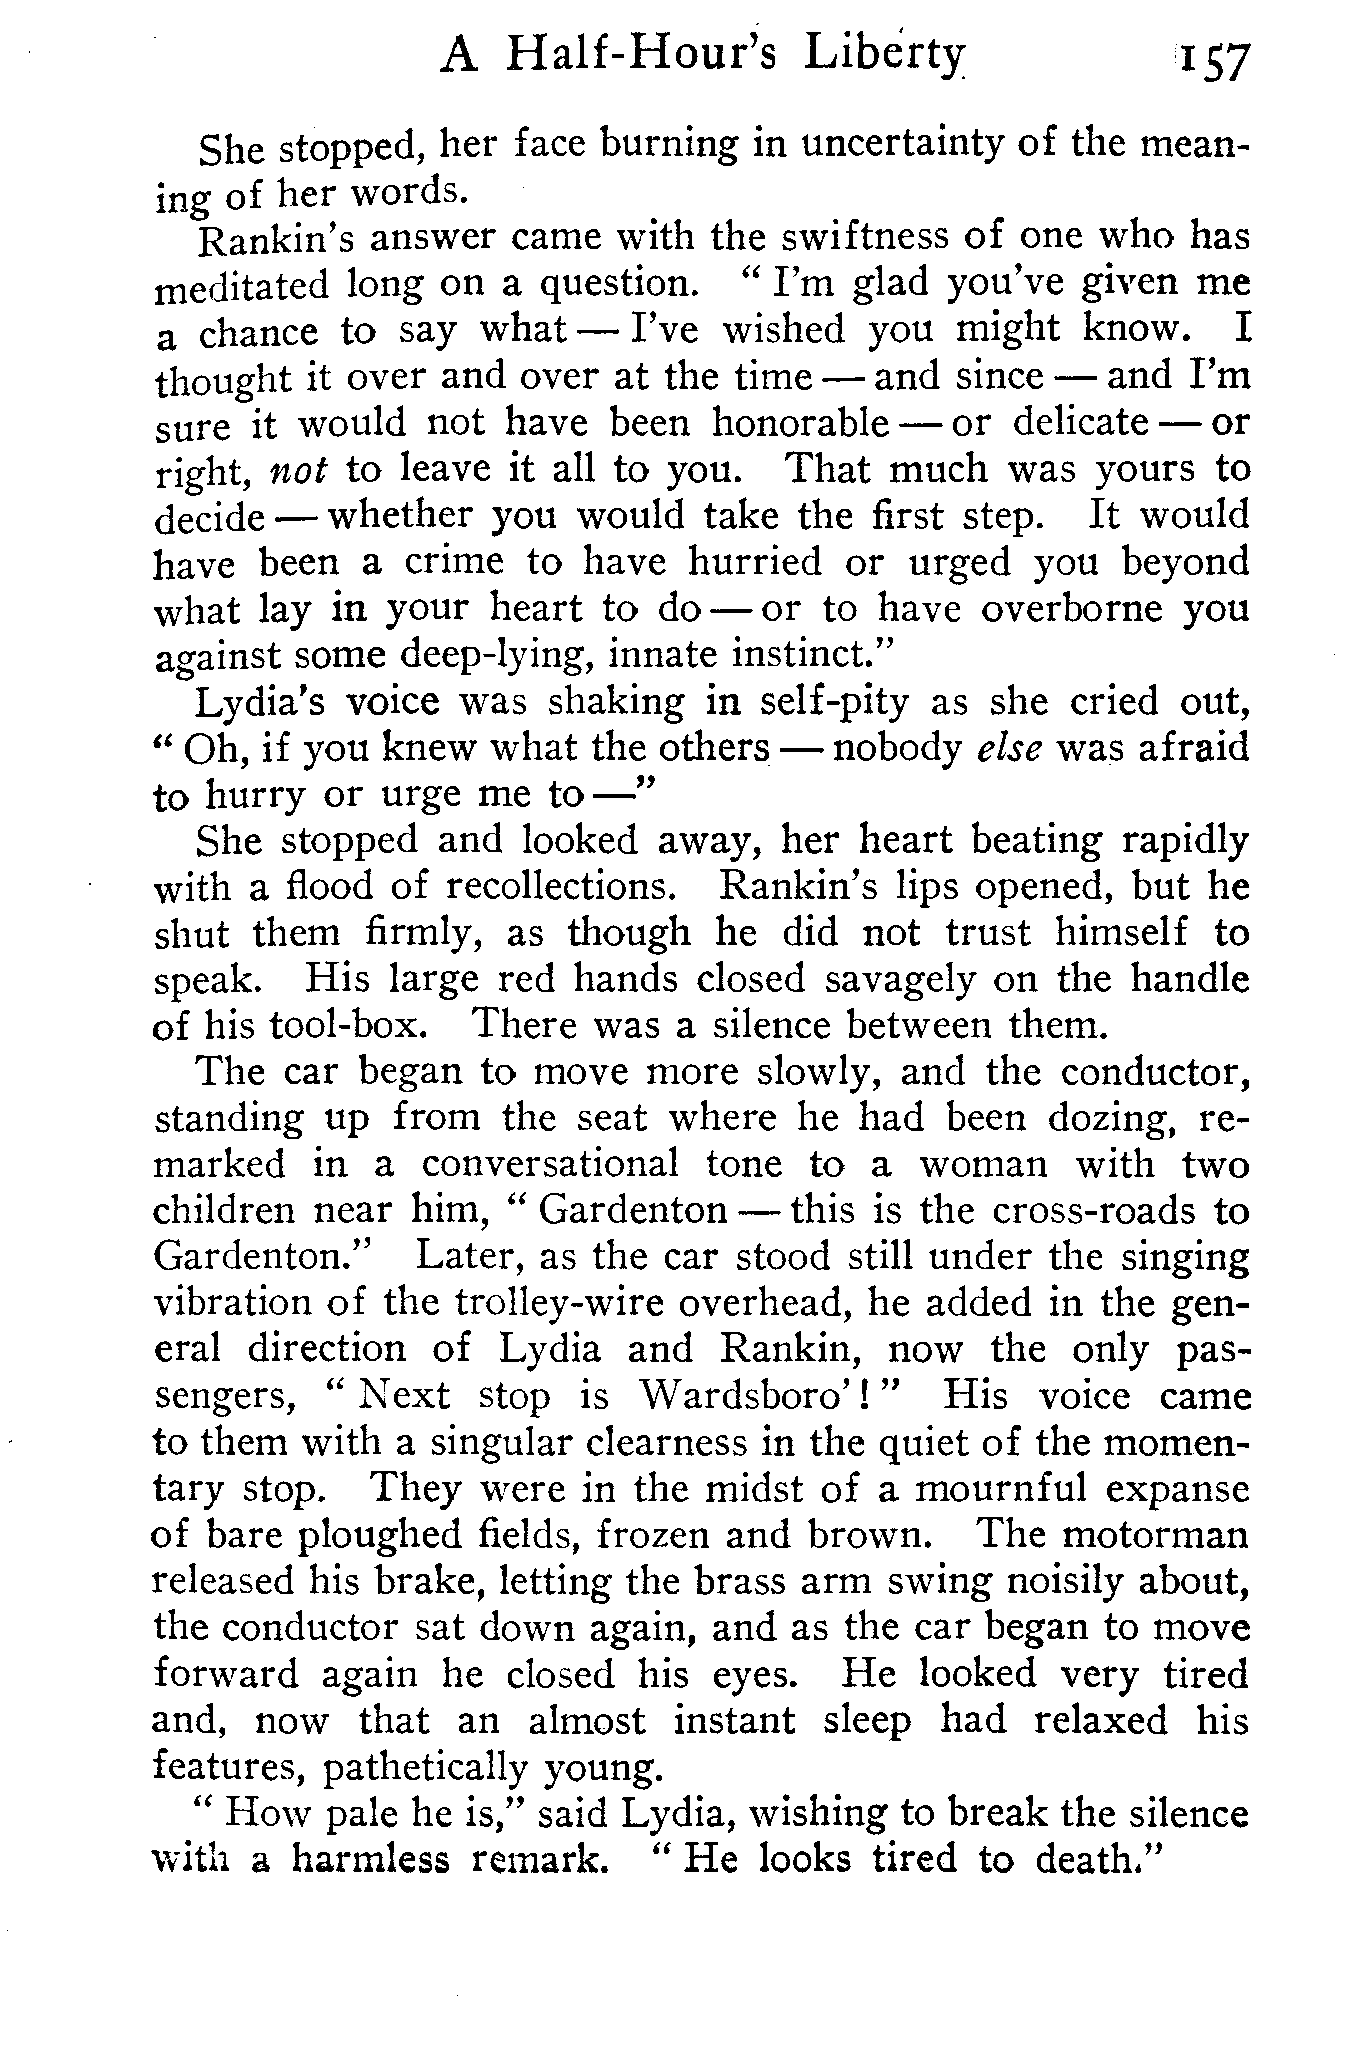 A Half-Hour's Liberty 157
She stopped, her face burning in uncertainty of the mean-
ing of her words.
Rankin's answer came with the swiftness of one who has
meditated long on a question. " I'm glad you've given me
a chance to say what — I've wished you might know. I
thought it over and over at the time — and since — and I'm
sure it would not have been honorable — or delicate — or
right, not to leave it all to you. That much was yours to
decide — whether you would take the first step. It would
have been a crime to have hurried or urged you beyond
what lay in your heart to do — or to have overborne you
against some deep-lying, innate instinct."
Lydia's voice was shaking in self-pity as she cried out,
" Oh, if you knew what the others — nobody else was afraid
to hurry or urge me to —"
She stopped and looked away, her heart beating rapidly
with a flood of recollections. Rankin's lips opened, but he
shut them firmly, as though he did not trust himself to
speak. His large red hands closed savagely on the handle
of his tool-box. There was a silence between them.
The car began to move more slowly, and the conductor,
standing up from the seat where he had been dozing, re-
marked in a conversational tone to a woman with two
children near him, " Gardenton — this is the cross-roads to
Gardenton." Later, as the car stood still under the singing
vibration of the trolley-wire overhead, he added in the gen-
eral direction of Lydia and Rankin, now the only pas-
sengers, " Next stop is Wardsboro' ! " His voice came
to them with a singular clearness in the quiet of the momen-
tary stop. They were in the midst of a mournful expanse
of bare ploughed fields, frozen and brown. The motorman
released his brake, letting the brass arm swing noisily about,
the conductor sat down again, and as the car began to move
forward again he closed his eyes. He looked very tired
and, now that an almost instant sleep had relaxed his
features, pathetically young.
" How pale he is," said Lydia, wishing to break the silence
with a harmless remark. " He looks tired to death."